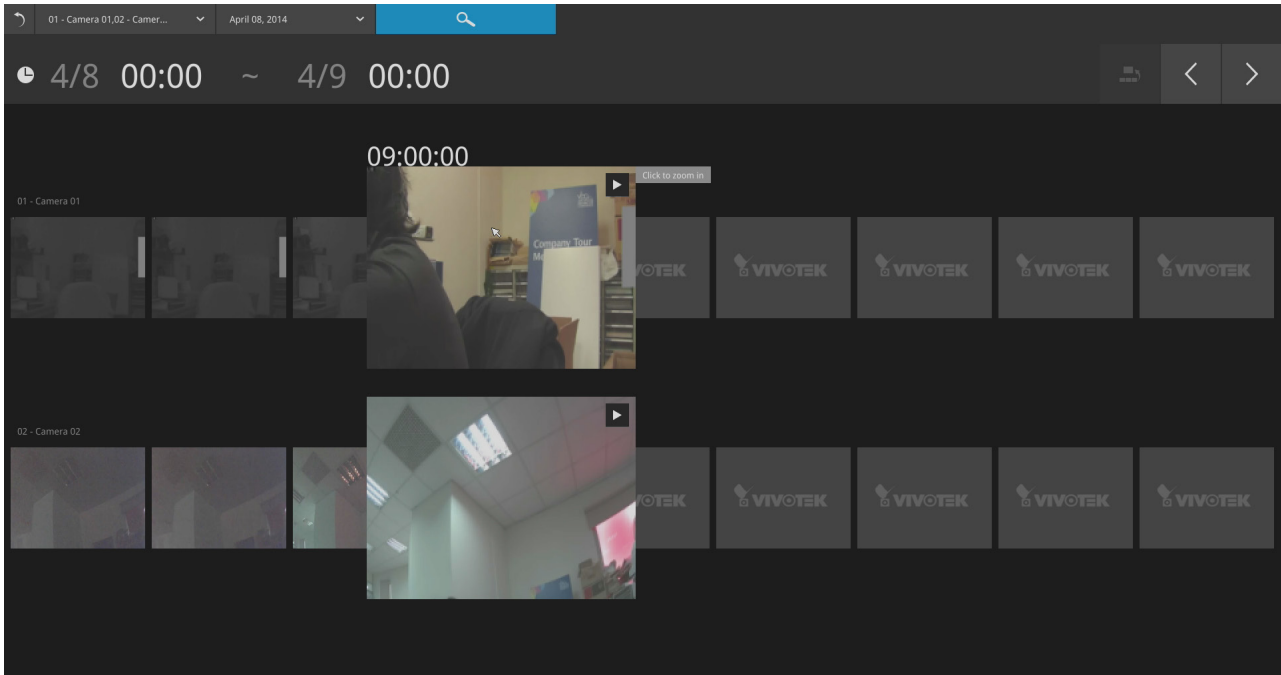 01 - Camera 01,02 - Camer...
April 08, 2014
4/8 00:00 ~ 4/9 00:00
09:00:00
Click to zoom in
01 - Camera 01
Company Tour
VOTEK VIVOTEK VIVOTEK VIVOTEK VIVOTEK
02 - Camera 02
VOTEK VIVOTEK VIVOTEK VIVOTEK VIVOTEK